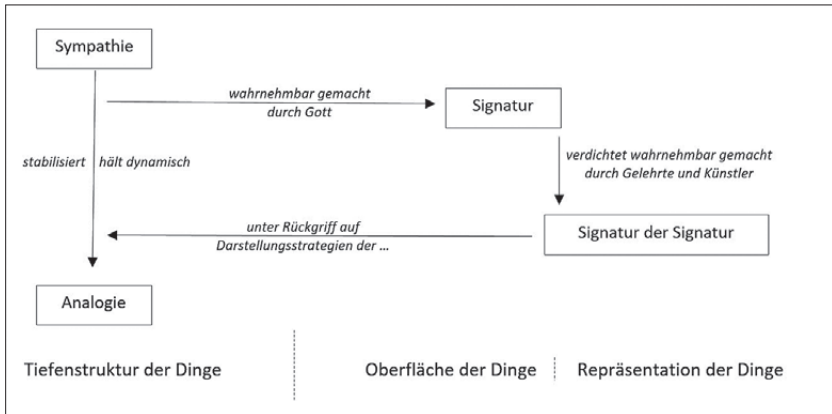 Sympathie
wahrnehmbar gemacht
durch Gott
Signatur
stabilisiert
hält dynamisch
verdichtet wahrnehmbar gemacht
durch Gelehrte und Künstler
unter Rückgriff auf
Darstellungsstrategien der ...
Signatur der Signatur
Analogie
Tiefenstruktur der Dinge
Oberfläche der Dinge
Repräsentation der Dinge